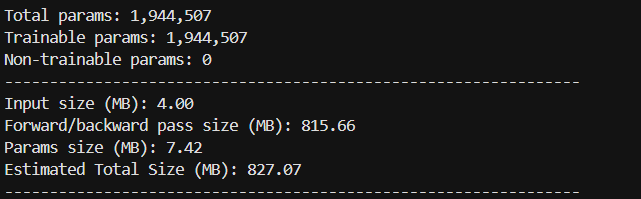 Total params: 1,944,507
Trainable params: 1,944,507
Non-trainable params: 0
----------------------------------------------------------------
Input size (MB): 4.00
Forward/backward pass size (MB): 815.66
Params size (MB): 7.42
Estimated Total Size (MB): 827.07
----------------------------------------------------------------